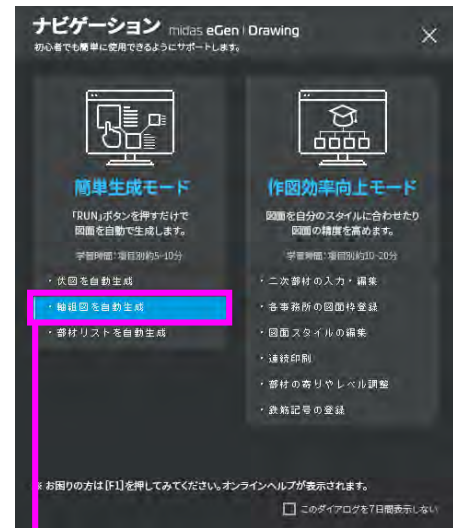 ナビゲーション midas eGen | Drawing
初心者でも簡単に使用できるようにサポートします。
簡単生成モード
「RUN」ボタンを押すだけで
図面を自動で生成します。
学習時間:項目別約5-10分
・伏図を自動生成
・軸組図を自動生成
・部材リストを自動生成
作図効率向上モード
図面を自分のスタイルに合わせたり
図面の精度を高めます。
学習時間:項目別約10-20分
・二次部材の入力・編集
・各事務所の図面枠登録
・図面スタイルの編集
・連続印刷
・部材の寄りやレベル調整
・鉄筋記号の登録
※ お困りの方は[F1]を押してみてください。オンラインヘルプが表示されます。
このダイアログを7日間表示しない